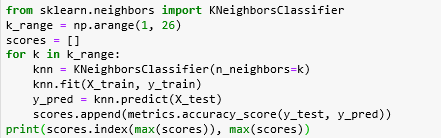 from sklearn.neighbors import KNeighborsClassifier
k_range = np.arange(1, 26)
scores = []
for k in k_range:
    knn = KNeighborsClassifier(n_neighbors=k)
    knn.fit(X_train, y_train)
    y_pred = knn.predict(X_test)
    scores.append(metrics.accuracy_score(y_test, y_pred))
print(scores.index(max(scores)), max(scores))